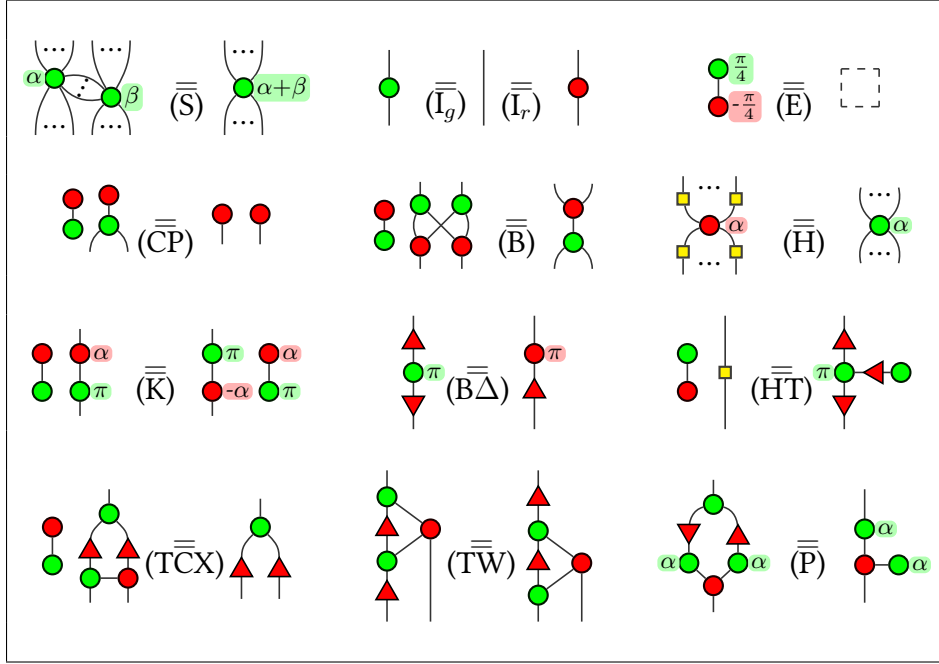 ... ... ...
α β (S) α+β
... ... ...
(I_g) (I_r)
π/4 -π/4 (E)
(CP)
(B)
... α ... (H) ... α ...
α π (K) π -α α π
π (BΔ) π
(HT) π
(TCX)
(TW)
α α (P) α α